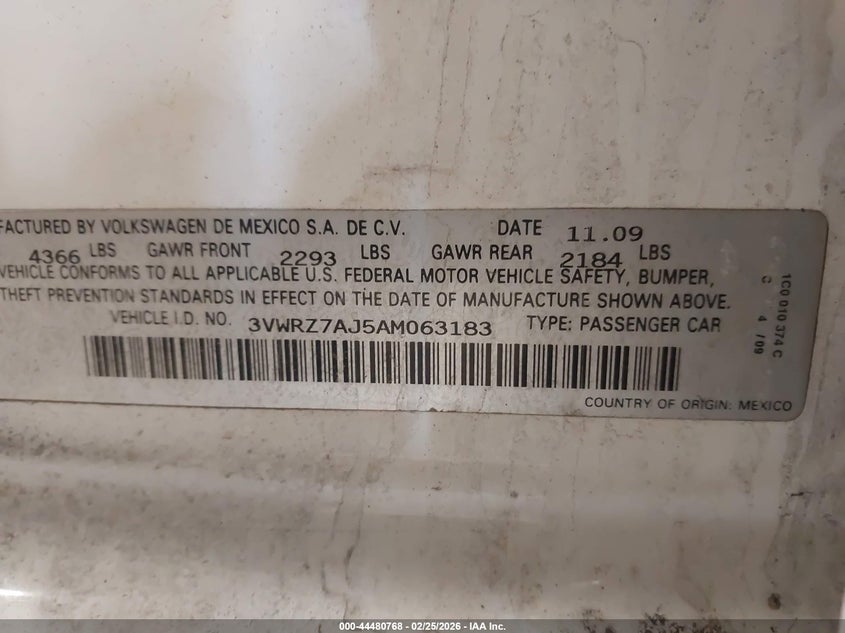 FACTURED BY VOLKSWAGEN DE MEXICO S.A. DE C.V. DATE 11.09
4366 LBS GAWR FRONT 2293 LBS GAWR REAR 2184 LBS
VEHICLE CONFORMS TO ALL APPLICABLE U.S. FEDERAL MOTOR VEHICLE SAFETY, BUMPER,
THEFT PREVENTION STANDARDS IN EFFECT ON THE DATE OF MANUFACTURE SHOWN ABOVE.
VEHICLE I.D. NO. 3VWRZ7AJ5AM063183 TYPE: PASSENGER CAR
COUNTRY OF ORIGIN: MEXICO
1C0 010 374 C
C 4 / 09
000-44480768 - 02/25/2026 - IAA Inc.